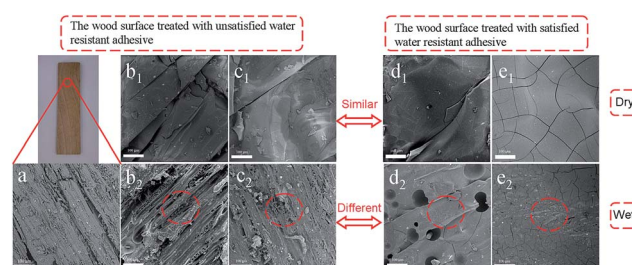 The wood surface treated with unsatisfied water
resistant adhesive
The wood surface treated with satisfied
water resistant adhesive
b1
c1
Similar
d1
e1
Dry
a
b2
c2
Different
d2
e2
We